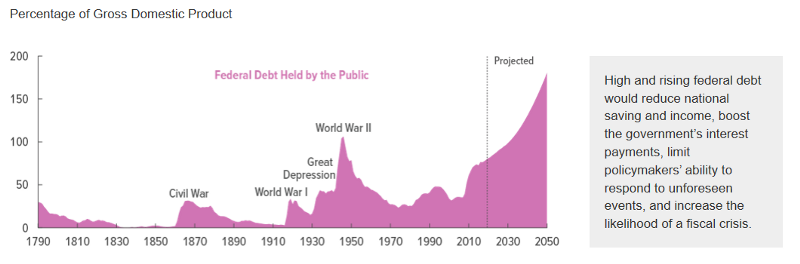 Percentage of Gross Domestic Product
200
150
100
50
0
Federal Debt Held by the Public
Projected
World War II
Great
Depression
Civil War
World War I
1790 1810 1830 1850 1870 1890 1910 1930 1950 1970 1990 2010 2030 2050
High and rising federal debt
would reduce national
saving and income, boost
the government's interest
payments, limit
policymakers' ability to
respond to unforeseen
events, and increase the
likelihood of a fiscal crisis.